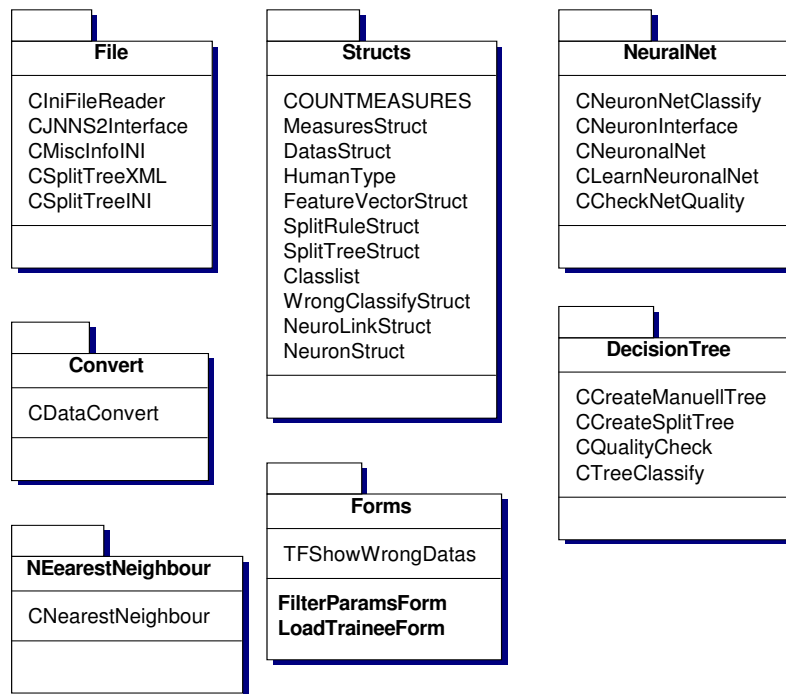 File
CIniFileReader
CJNNS2Interface
CMiscInfoINI
CSplitTreeXML
CSplitTreeINI
Convert
CDataConvert
NEearestNeighbour
CNearestNeighbour
Structs
COUNTMEASURES
MeasuresStruct
DatasStruct
HumanType
FeatureVectorStruct
SplitRuleStruct
SplitTreeStruct
Classlist
WrongClassifyStruct
NeuroLinkStruct
NeuronStruct
Forms
TFShowWrongDatas
FilterParamsForm
LoadTraineeForm
NeuralNet
CNeuronNetClassify
CNeuronInterface
CNeuronalNet
CLearnNeuronalNet
CCheckNetQuality
DecisionTree
CCreateManuellTree
CCreateSplitTree
CQualityCheck
CTreeClassify